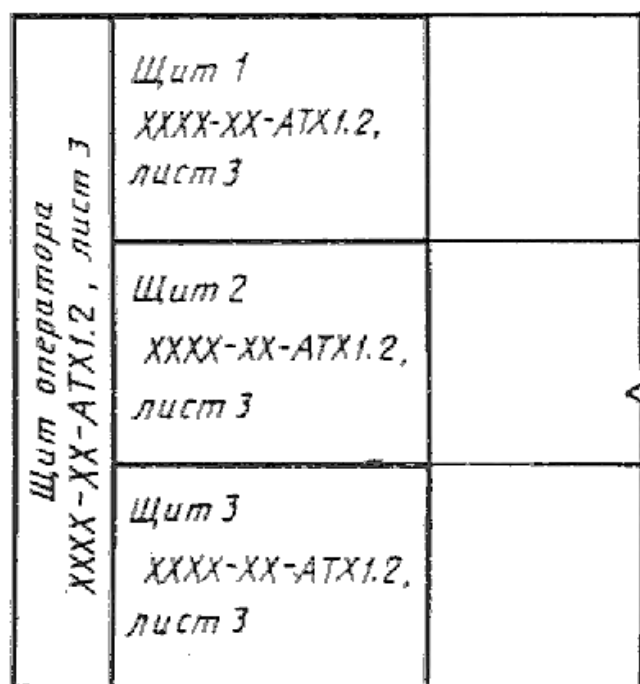 Щит оператора
XXXX-XX-АТХ1.2, лист 3
Щит 1
XXXX-XX-АТХ1.2,
лист 3
Щит 2
XXXX-XX-АТХ1.2,
лист 3
Щит 3
XXXX-XX-АТХ1.2,
лист 3